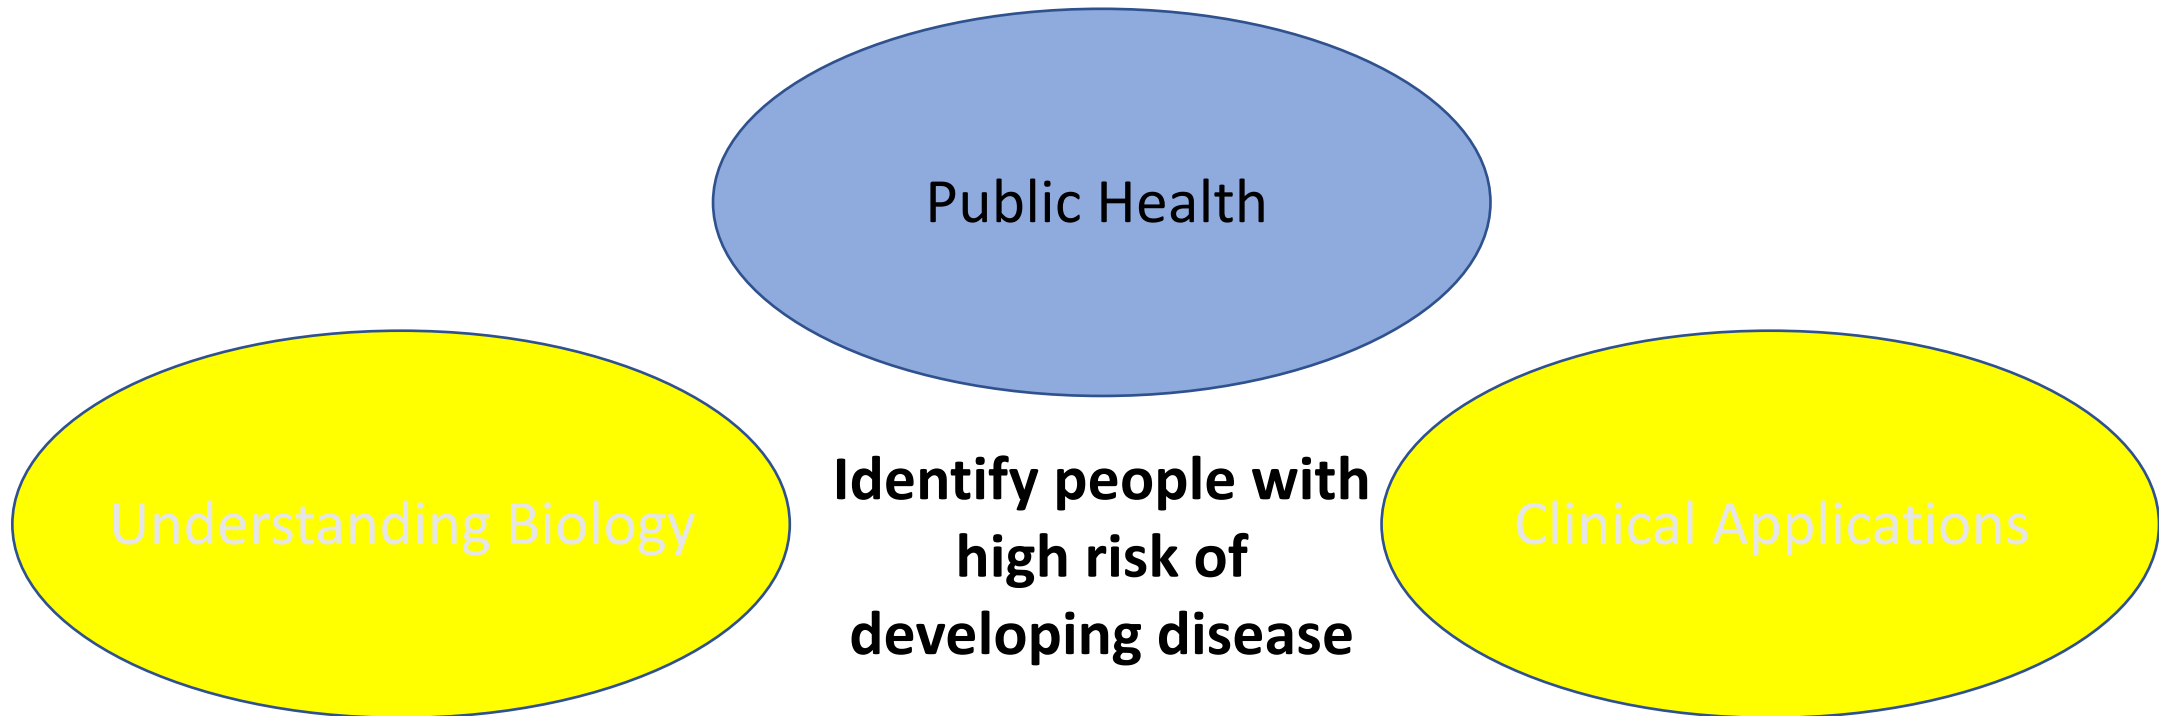 Public Health
Understanding Biology
Identify people with
high risk of
developing disease
Clinical Applications